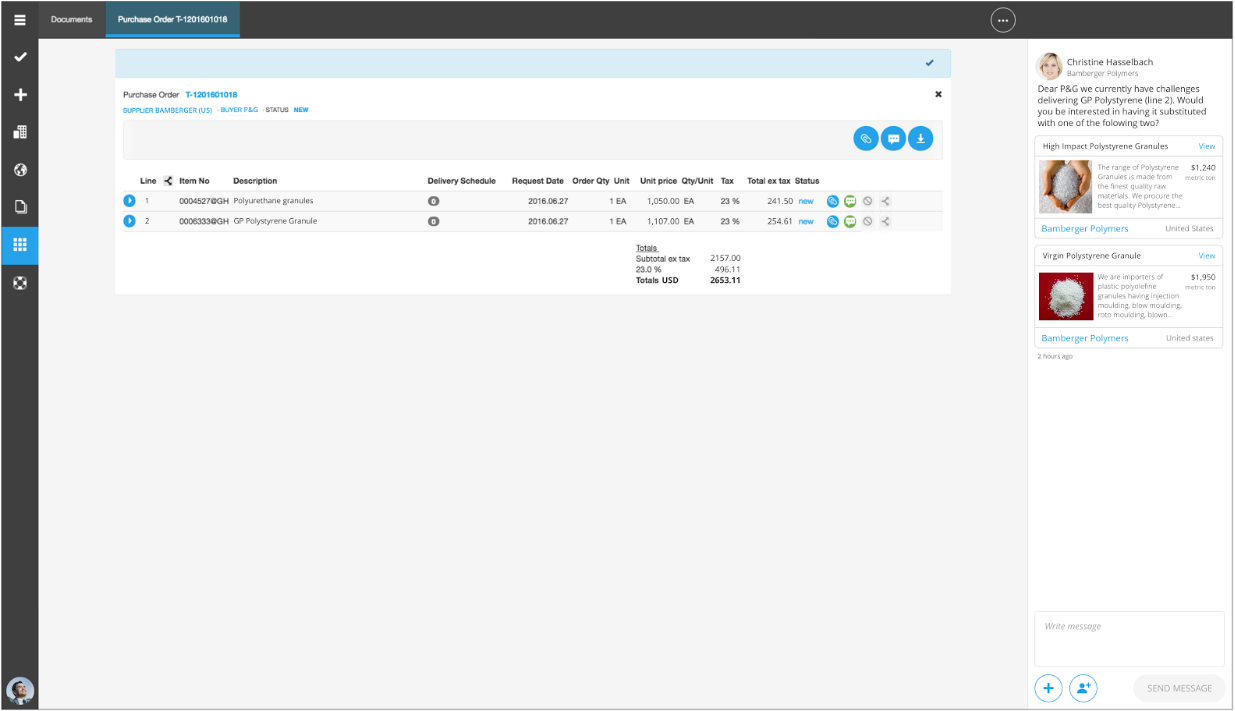 Documents
Purchase Order T-1201601018
Purchase Order T-1201601018
SUPPLIER BAMBERGER (US) · BUYER P&G · STATUS NEW
Line Item No Description Delivery Schedule Request Date Order Qty Unit Unit price Qty/Unit Tax Total ex tax Status
1 0004527@GH Polyurethane granules 0 2016.06.27 1 EA 1,050.00 EA 23 % 241.50 new
2 0006333@GH GP Polystyrene Granule 0 2016.06.27 1 EA 1,107.00 EA 23 % 254.61 new
Totals
Subtotal ex tax 2157.00
23.0 % 496.11
Totals USD 2653.11
Christine Hasselbach
Bamberger Polymers
Dear P&G we currently have challenges
delivering GP Polystyrene (line 2). Would
you be interested in having it substituted
with one of the folowing two?
High Impact Polystyrene Granules View
The range of Polystyrene
Granules is made from
the finest quality raw
materials. We procure the
best quality Polystyrene...
$1,240
metric ton
Bamberger Polymers United States
Virgin Polystyrene Granule View
We are importers of
plastic polyolefine
granules having injection
moulding, blow moulding,
roto moulding, blown...
$1,950
metric ton
Bamberger Polymers United states
2 hours ago
Write message
SEND MESSAGE